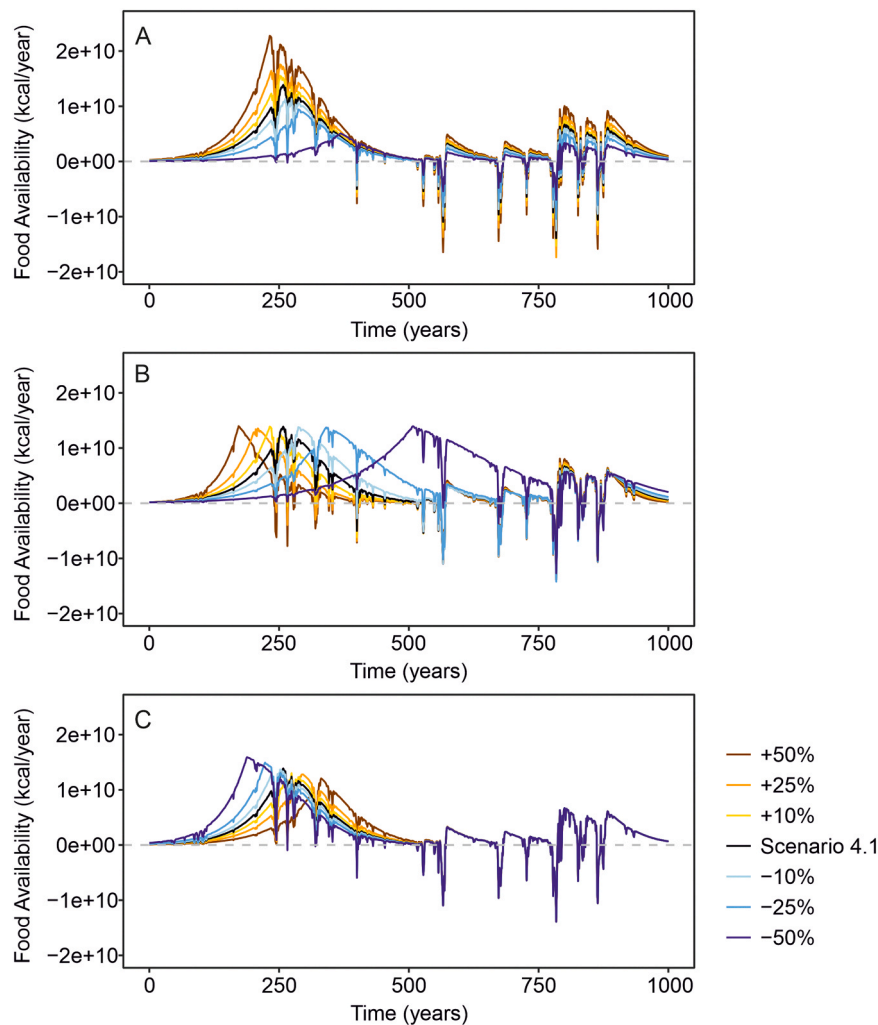 A
Food Availability (kcal/year)
2e+10
1e+10
0e+00
−1e+10
−2e+10
0 250 500 750 1000
Time (years)
B
Food Availability (kcal/year)
2e+10
1e+10
0e+00
−1e+10
−2e+10
0 250 500 750 1000
Time (years)
C
Food Availability (kcal/year)
2e+10
1e+10
0e+00
−1e+10
−2e+10
0 250 500 750 1000
Time (years)
+50%
+25%
+10%
Scenario 4.1
−10%
−25%
−50%